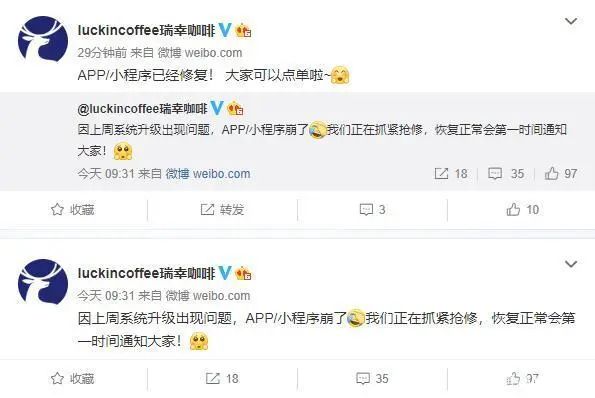 luckincoffee瑞幸咖啡
29分钟前 来自 微博 weibo.com
APP/小程序已经修复！ 大家可以点单啦~
@luckincoffee瑞幸咖啡
因上周系统升级出现问题，APP/小程序崩了我们正在抓紧抢修，恢复正常会第一时间通知
大家！
今天 09:31 来自 微博 weibo.com 18 35 97
收藏 转发 3 10
luckincoffee瑞幸咖啡
今天 09:31 来自 微博 weibo.com
因上周系统升级出现问题，APP/小程序崩了我们正在抓紧抢修，恢复正常会第
一时间通知大家！
收藏 18 35 97